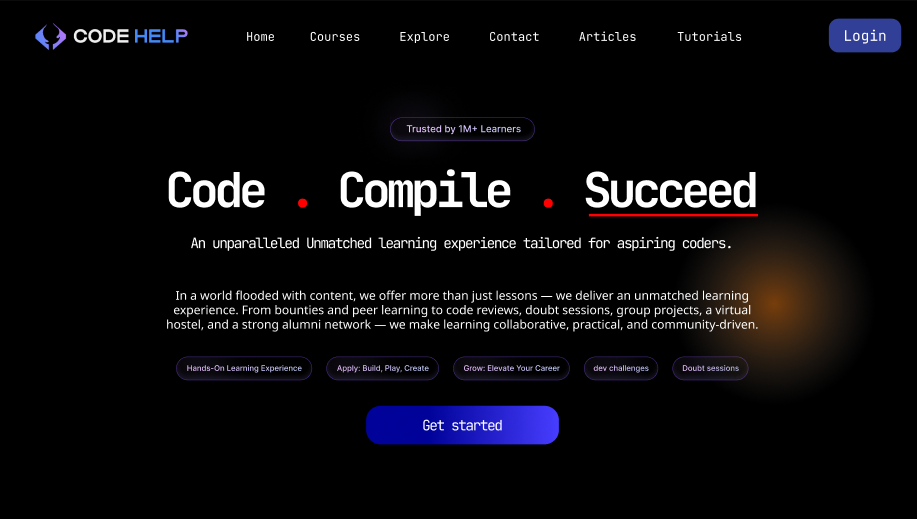 CODE HELP
Home Courses Explore Contact Articles Tutorials
Login
Trusted by 1M+ Learners
Code . Compile . Succeed
An unparalleled Unmatched learning experience tailored for aspiring coders.
In a world flooded with content, we offer more than just lessons — we deliver an unmatched learning
experience. From bounties and peer learning to code reviews, doubt sessions, group projects, a virtual
hostel, and a strong alumni network — we make learning collaborative, practical, and community-driven.
Hands-On Learning Experience Apply: Build, Play, Create Grow: Elevate Your Career dev challenges Doubt sessions
Get started